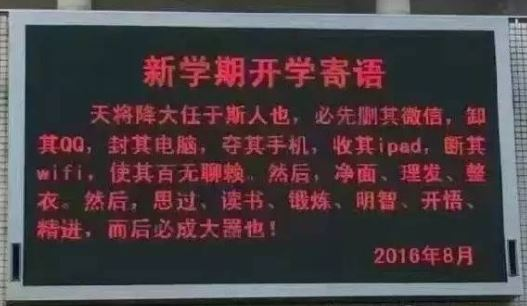 新学期开学寄语
天将降大任于斯人也，必先删其微信，卸
其QQ，封其电脑，夺其手机，收其ipad，断其
wifi，使其百无聊赖。然后，净面、理发、整
衣。然后，思过、读书、锻炼、明智、开悟、
精进，而后必成大器也！
2016年8月